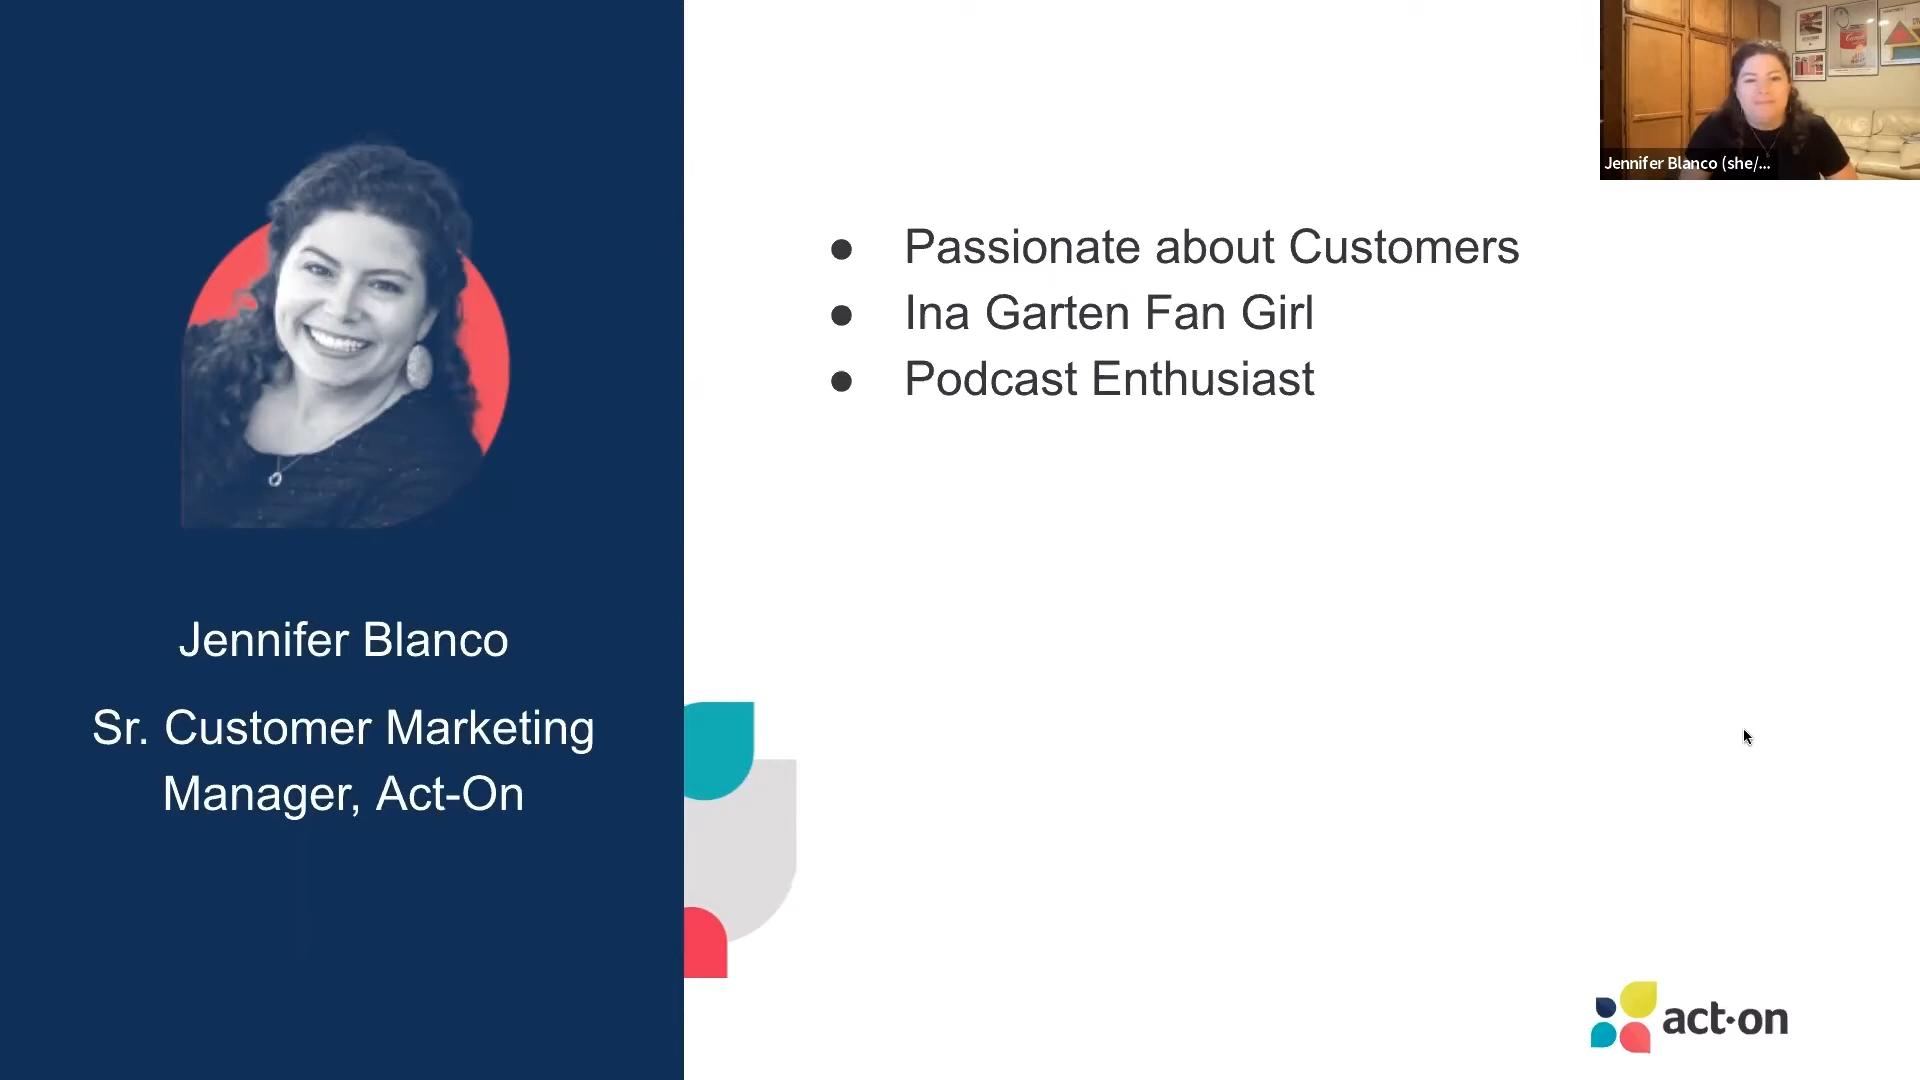 Jennifer Blanco
Sr. Customer Marketing
Manager, Act-On
● Passionate about Customers
● Ina Garten Fan Girl
● Podcast Enthusiast
Jennifer Blanco (she/...
act·on